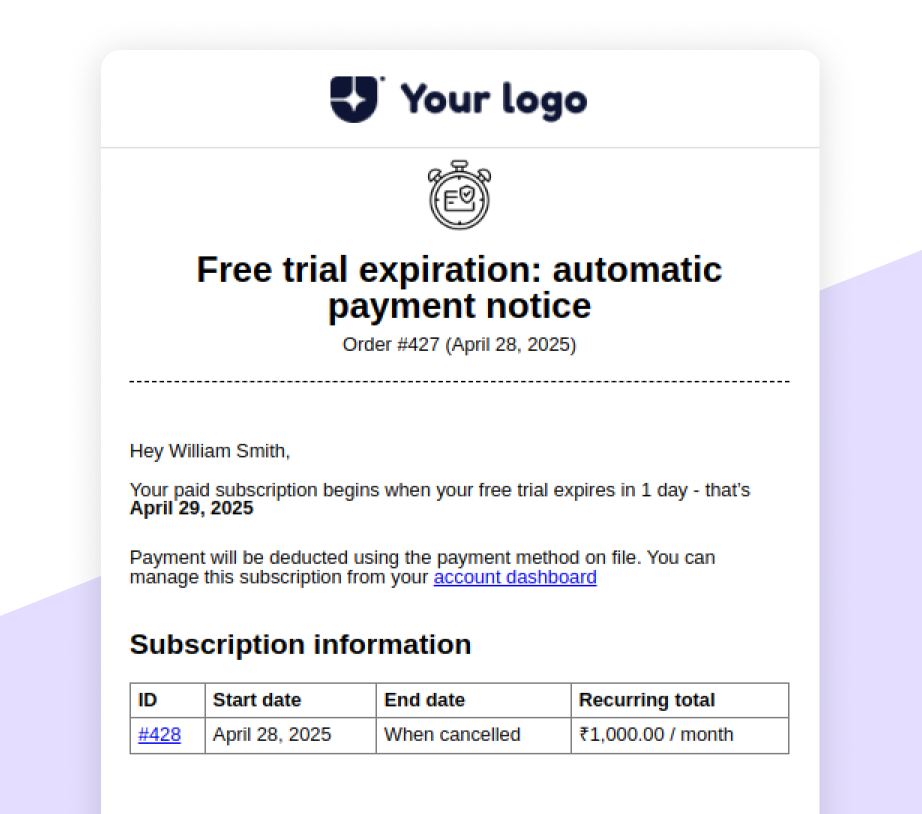 Your logo
Free trial expiration: automatic
payment notice
Order #427 (April 28, 2025)
Hey William Smith,
Your paid subscription begins when your free trial expires in 1 day - that's
April 29, 2025
Payment will be deducted using the payment method on file. You can
manage this subscription from your account dashboard
Subscription information
ID Start date End date Recurring total
#428 April 28, 2025 When cancelled ₹1,000.00 / month